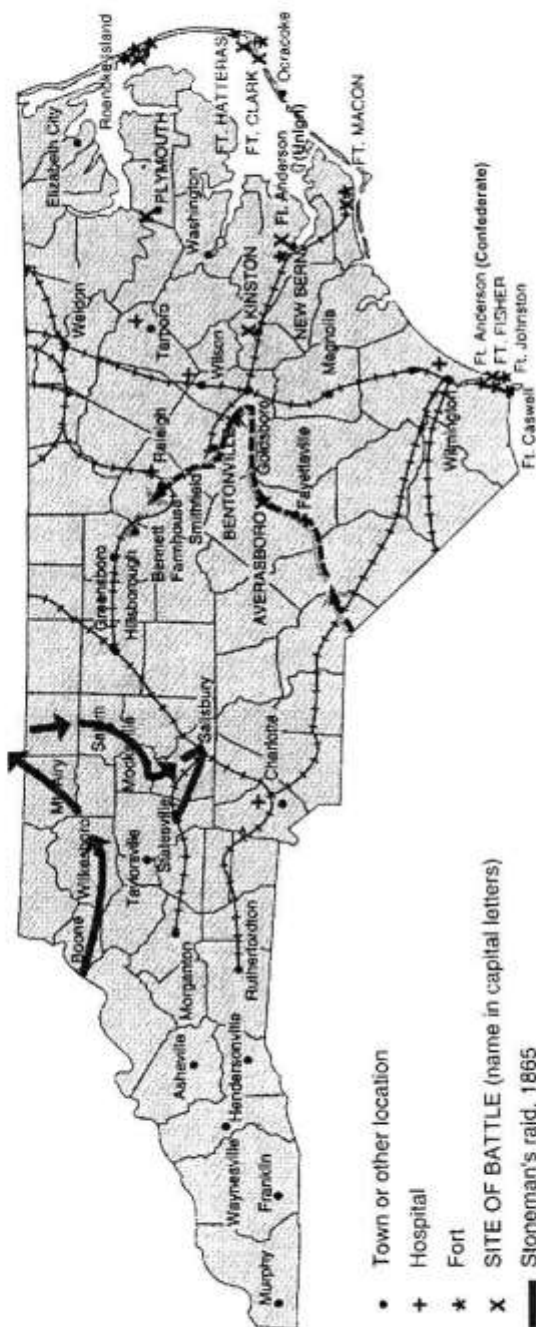 Roanoke Island
Elizabeth City
Weldon
PLYMOUTH
Tarboro
FT. HATTERAS
Washington
FT. CLARK
Wilson
Ocracoke
KINSTON
Ft. Anderson
(Union)
NEW BERN
FT. MACON
Raleigh
Goldsboro
Magnolia
BENTONVILLE
Smithfield
Greensboro
Hillsborough
Bennett
Farmhouse
AVERASBORO
Fayetteville
Wilmington
Ft. Anderson (Confederate)
FT. FISHER
Ft. Johnston
Ft. Caswell
Mt. Airy
Salem
Mocksville
Salisbury
Charlotte
Boone
Wilkesboro
Taylorsville
Statesville
Morganton
Rutherfordton
Asheville
Hendersonville
Waynesville
Franklin
Murphy
Town or other location
Hospital
Fort
SITE OF BATTLE (name in capital letters)
Stoneman's raid, 1865